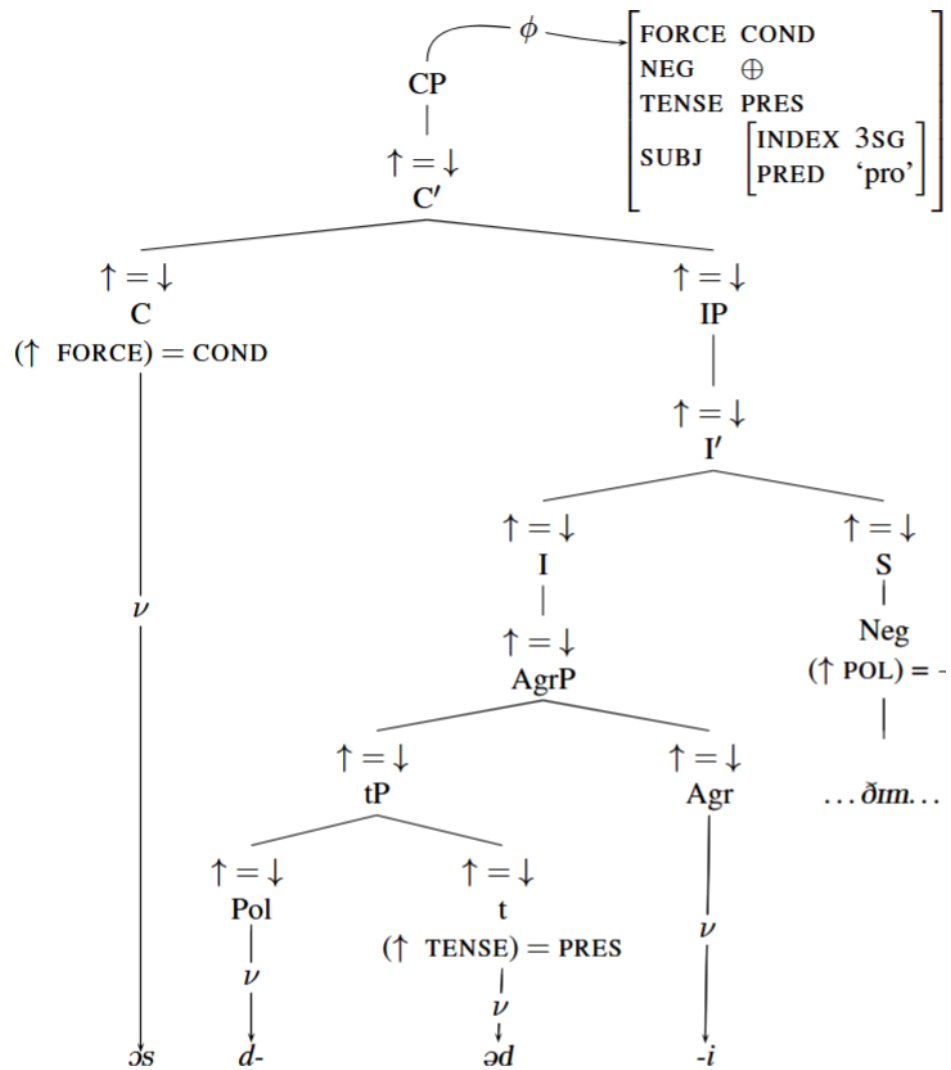 ϕ
FORCE COND
NEG ⊕
TENSE PRES
SUBJ INDEX 3SG
PRED ‘pro’
CP
↑ = ↓
C′
↑ = ↓ ↑ = ↓
C IP
(↑ FORCE) = COND
↑ = ↓
I′
↑ = ↓ ↑ = ↓
I S
ν
↑ = ↓ Neg
AgrP (↑ POL) = -
↑ = ↓ ↑ = ↓
tP Agr …ðɪm…
↑ = ↓ ↑ = ↓
Pol t
ν (↑ TENSE) = PRES ν
ν
ɔs d- əd -i